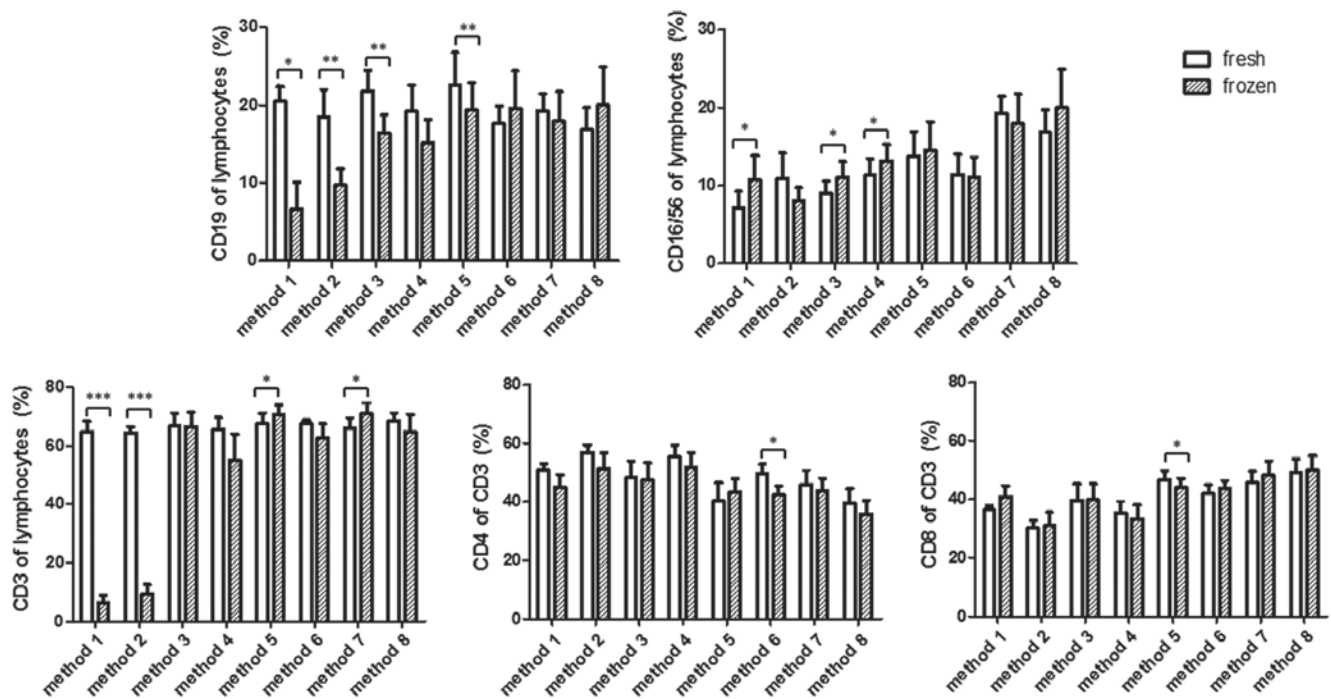 CD19 of lymphocytes (%)
30
20
10
0
* ** ** **
method 1
method 2
method 3
method 4
method 5
method 6
method 7
method 8
CD16/56 of lymphocytes (%)
30
20
10
0
* * *
method 1
method 2
method 3
method 4
method 5
method 6
method 7
method 8
fresh
frozen
CD3 of lymphocytes (%)
80
60
40
20
0
*** *** * *
method 1
method 2
method 3
method 4
method 5
method 6
method 7
method 8
CD4 of CD3 (%)
80
60
40
20
0
*
method 1
method 2
method 3
method 4
method 5
method 6
method 7
method 8
CD8 of CD3 (%)
80
60
40
20
0
*
method 1
method 2
method 3
method 4
method 5
method 6
method 7
method 8